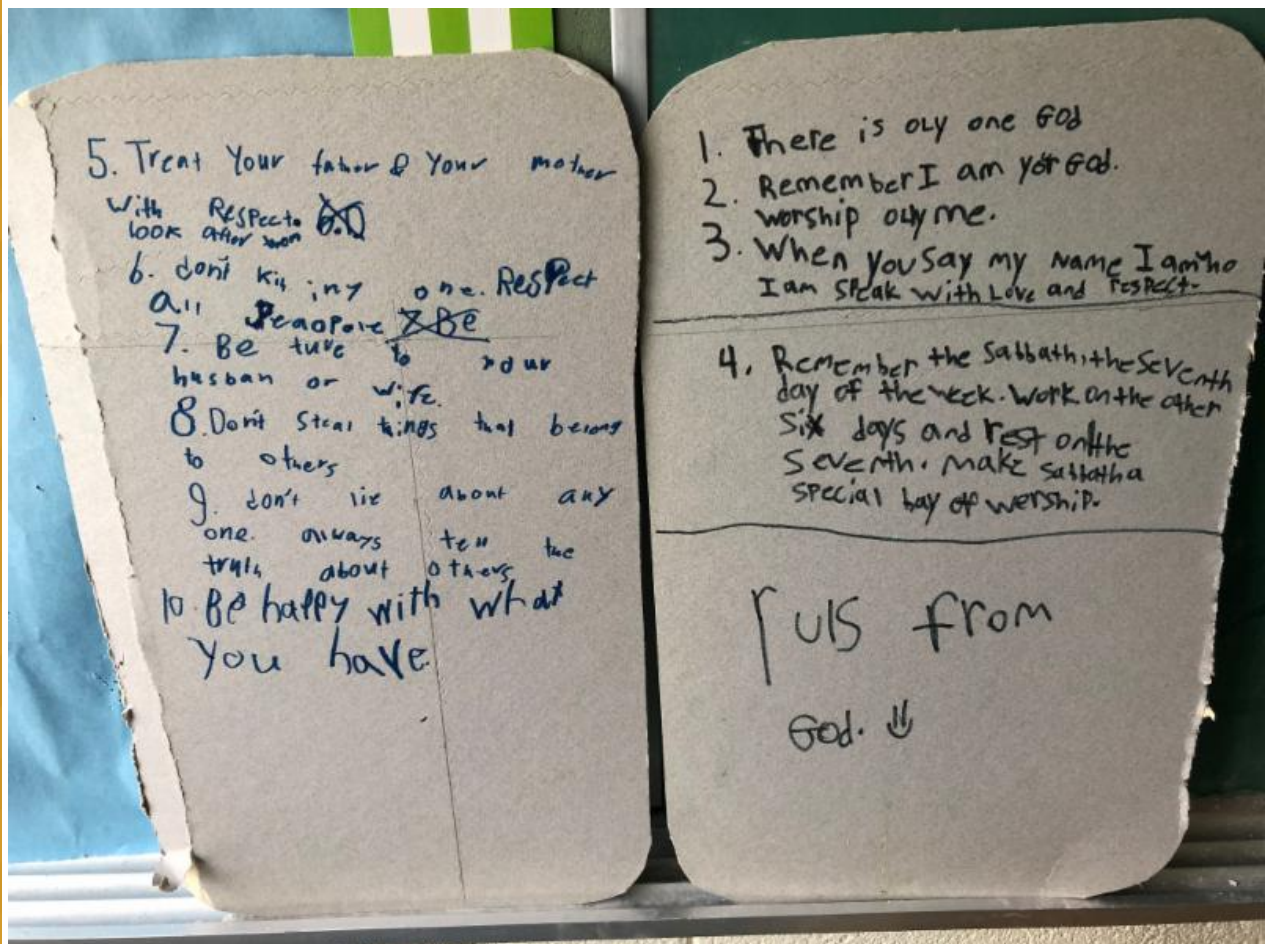 1. There is oly one God
2. Remember I am yor God.
worship oly me.
3. When you say my name I am ho
I am speak with Love and respect.
4. Remember the Sabbath, the seventh
day of the week. Work on the other
six days and rest on the
seventh. make sabbath a
special bay of wership.
ruls from
God.
5. Treat Your father & Your mother
with Respect.
look after
6. don't kill iny one. Respect
all
7. Be ture to your
husban or wife.
8. Don't steal things that belong
to others
9. don't lie about any
one. always tell the
truth about others
10. Be happy with what
you have.